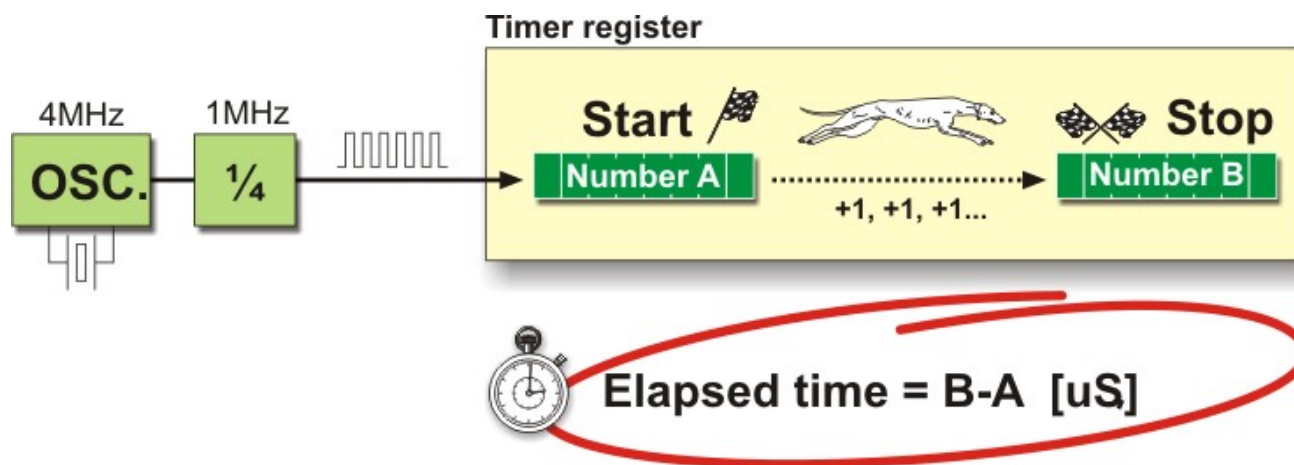 Timer register
4MHz
1MHz
OSC.
¼
Start
Stop
Number A
Number B
+1, +1, +1...
Elapsed time = B-A [uS]